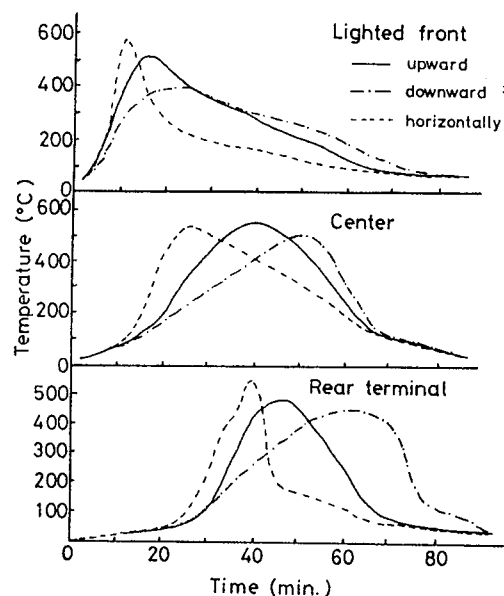 Lighted front
upward
downward
horizontally
600
400
200
0
Center
400
200
0
Rear terminal
500
400
300
200
100
0 20 40 60 80
Temperature (°C)
Time (min.)